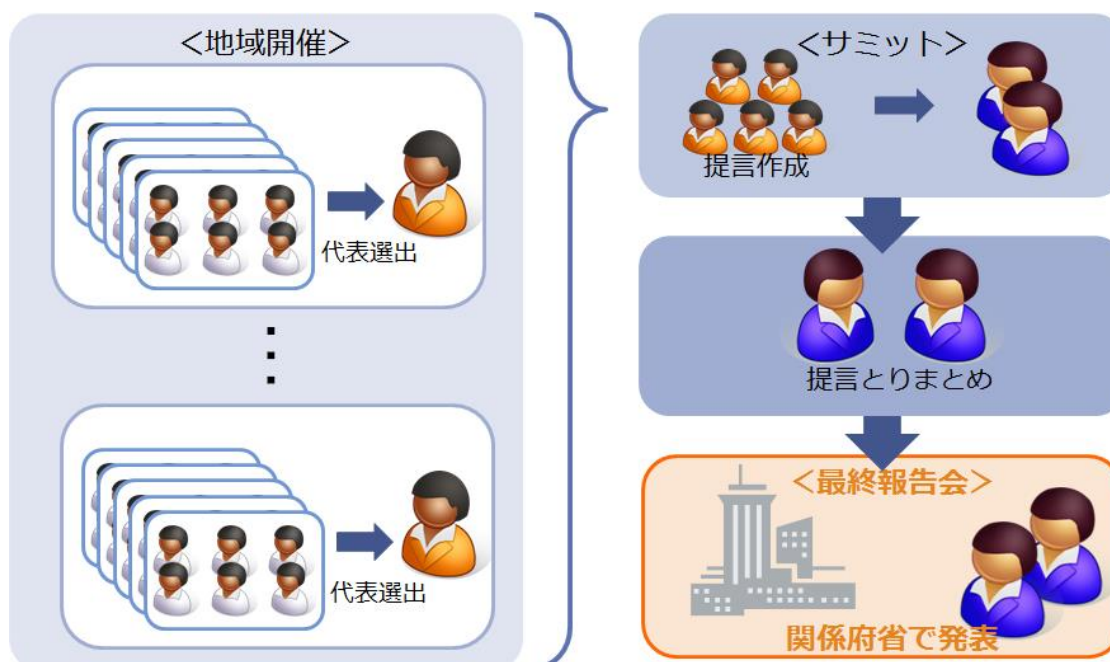 <地域開催>
代表選出
代表選出
<サミット>
提言作成
提言とりまとめ
<最終報告会>
関係府省で発表